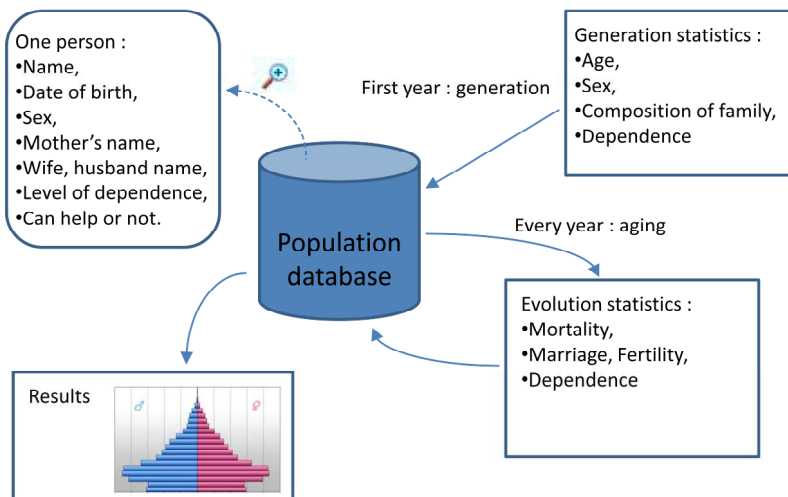 One person :
•Name,
•Date of birth,
•Sex,
•Mother's name,
•Wife, husband name,
•Level of dependence,
•Can help or not.
First year : generation
Generation statistics :
•Age,
•Sex,
•Composition of family,
•Dependence
Population
database
Every year : aging
Evolution statistics :
•Mortality,
•Marriage, Fertility,
•Dependence
Results
♂ ♀